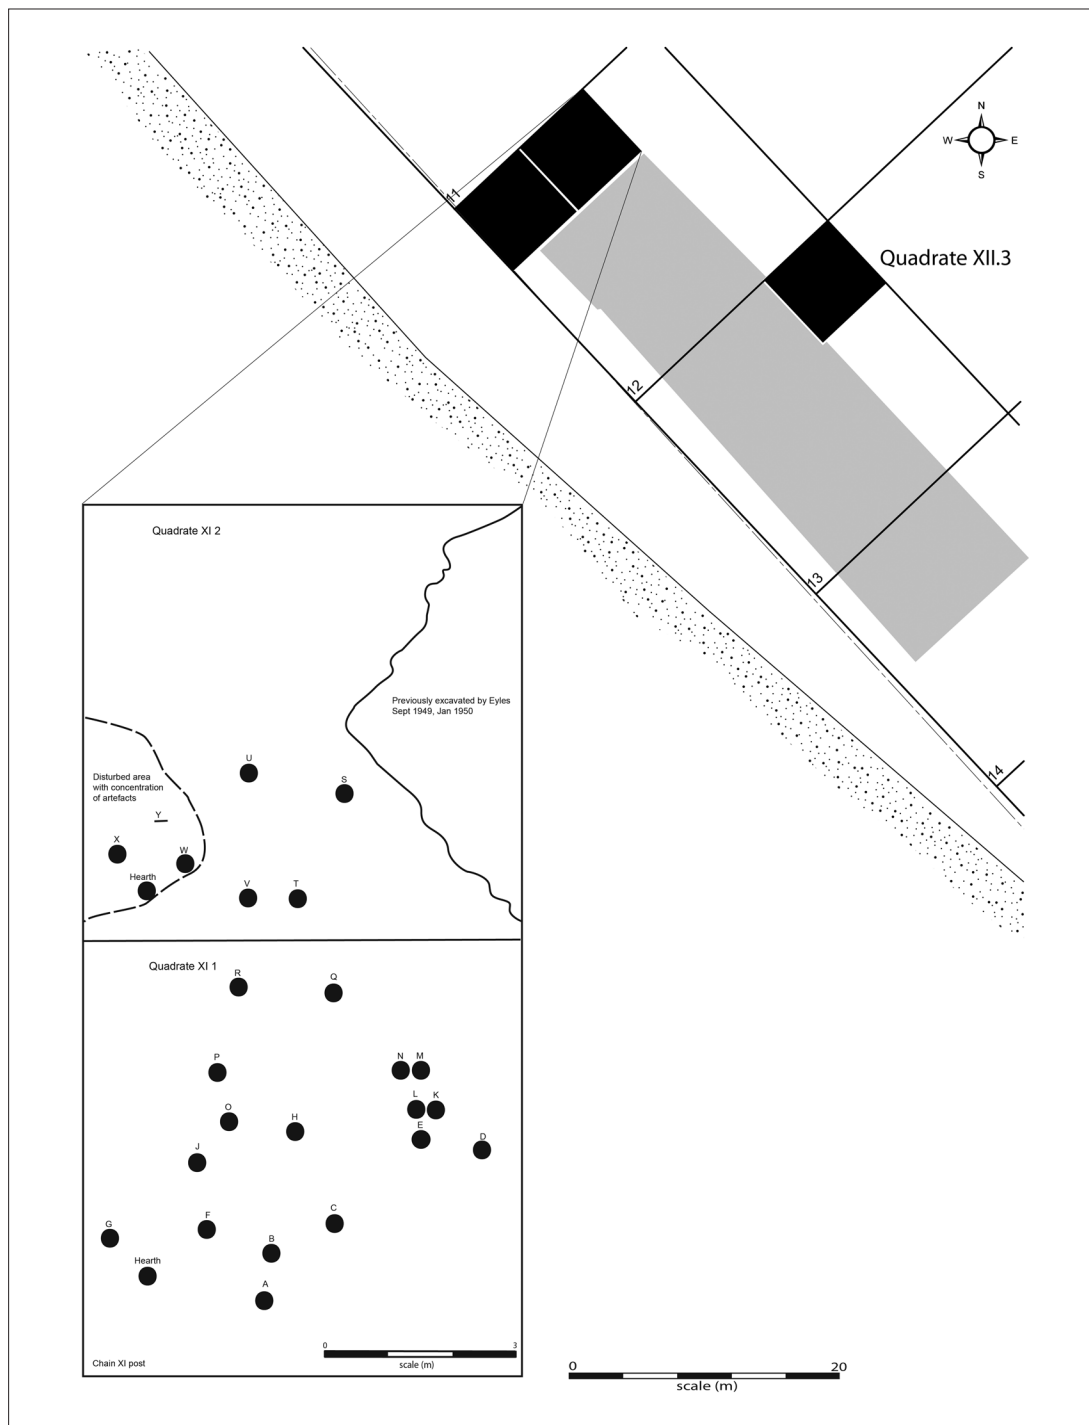 N
W
E
S
11
Quadrate XII.3
12
13
14
Quadrate XI 2
Previously excavated by Eyles
Sept 1949, Jan 1950
U
S
Disturbed area
with concentration
of artefacts
Y
X
W
Hearth
V
T
Quadrate XI 1
R
Q
P
N
M
L
K
O
H
E
D
J
C
G
F
B
Hearth
A
0
3
scale (m)
Chain XI post
0
20
scale (m)